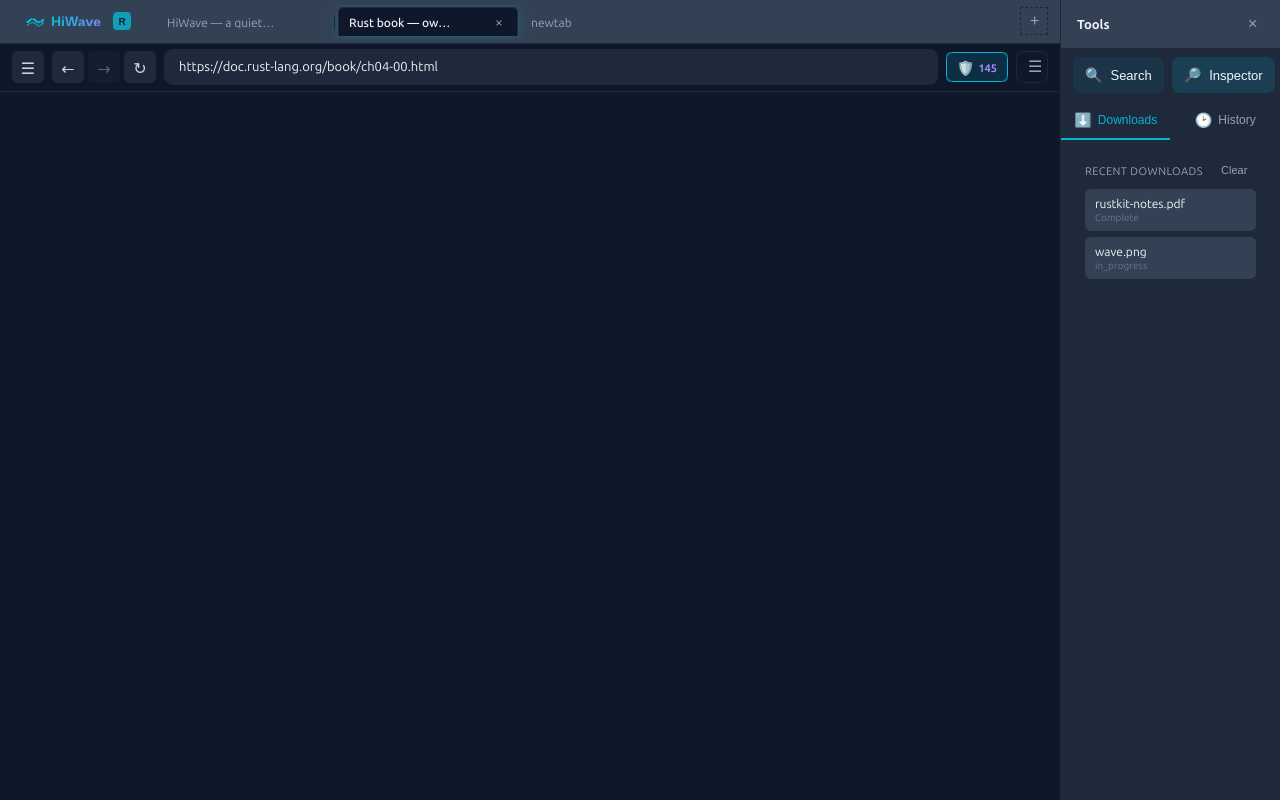 HiWave R
HiWave — a quiet…
Rust book — ow… ×
newtab
+
Tools ×
https://doc.rust-lang.org/book/ch04-00.html
145
Search
Inspector
Downloads
History
RECENT DOWNLOADS Clear
rustkit-notes.pdf
Complete
wave.png
in_progress